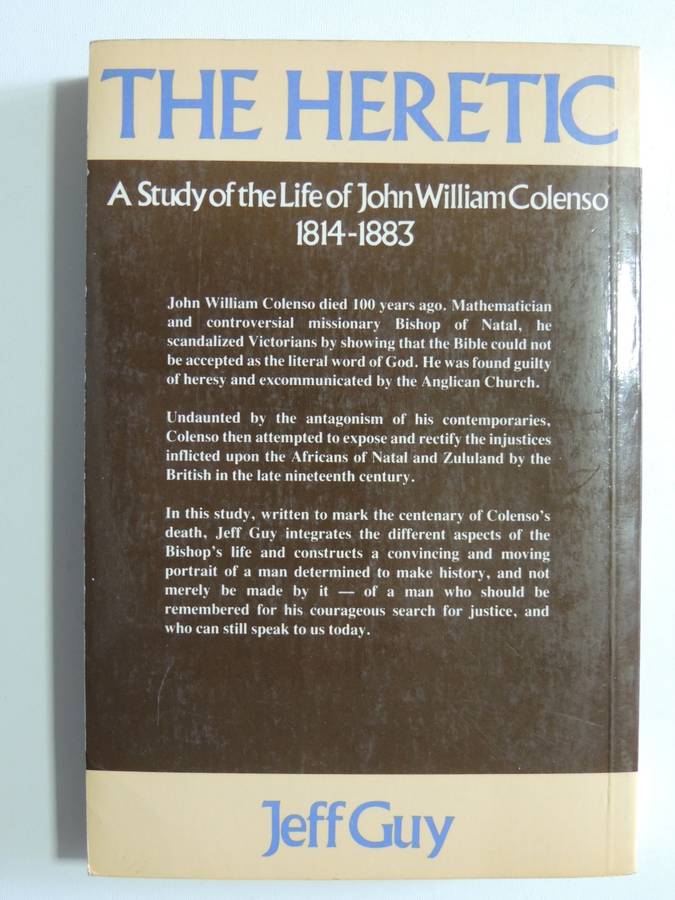 THE HERETIC
A Study of the Life of John William Colenso
1814-1883
John William Colenso died 100 years ago. Mathematician
and controversial missionary Bishop of Natal, he
scandalized Victorians by showing that the Bible could not
be accepted as the literal word of God. He was found guilty
of heresy and excommunicated by the Anglican Church.
Undaunted by the antagonism of his contemporaries,
Colenso then attempted to expose and rectify the injustices
inflicted upon the Africans of Natal and Zululand by the
British in the late nineteenth century.
In this study, written to mark the centenary of Colenso's
death, Jeff Guy integrates the different aspects of the
Bishop's life and constructs a convincing and moving
portrait of a man determined to make history, and not
merely be made by it — of a man who should be
remembered for his courageous search for justice, and
who can still speak to us today.
Jeff Guy